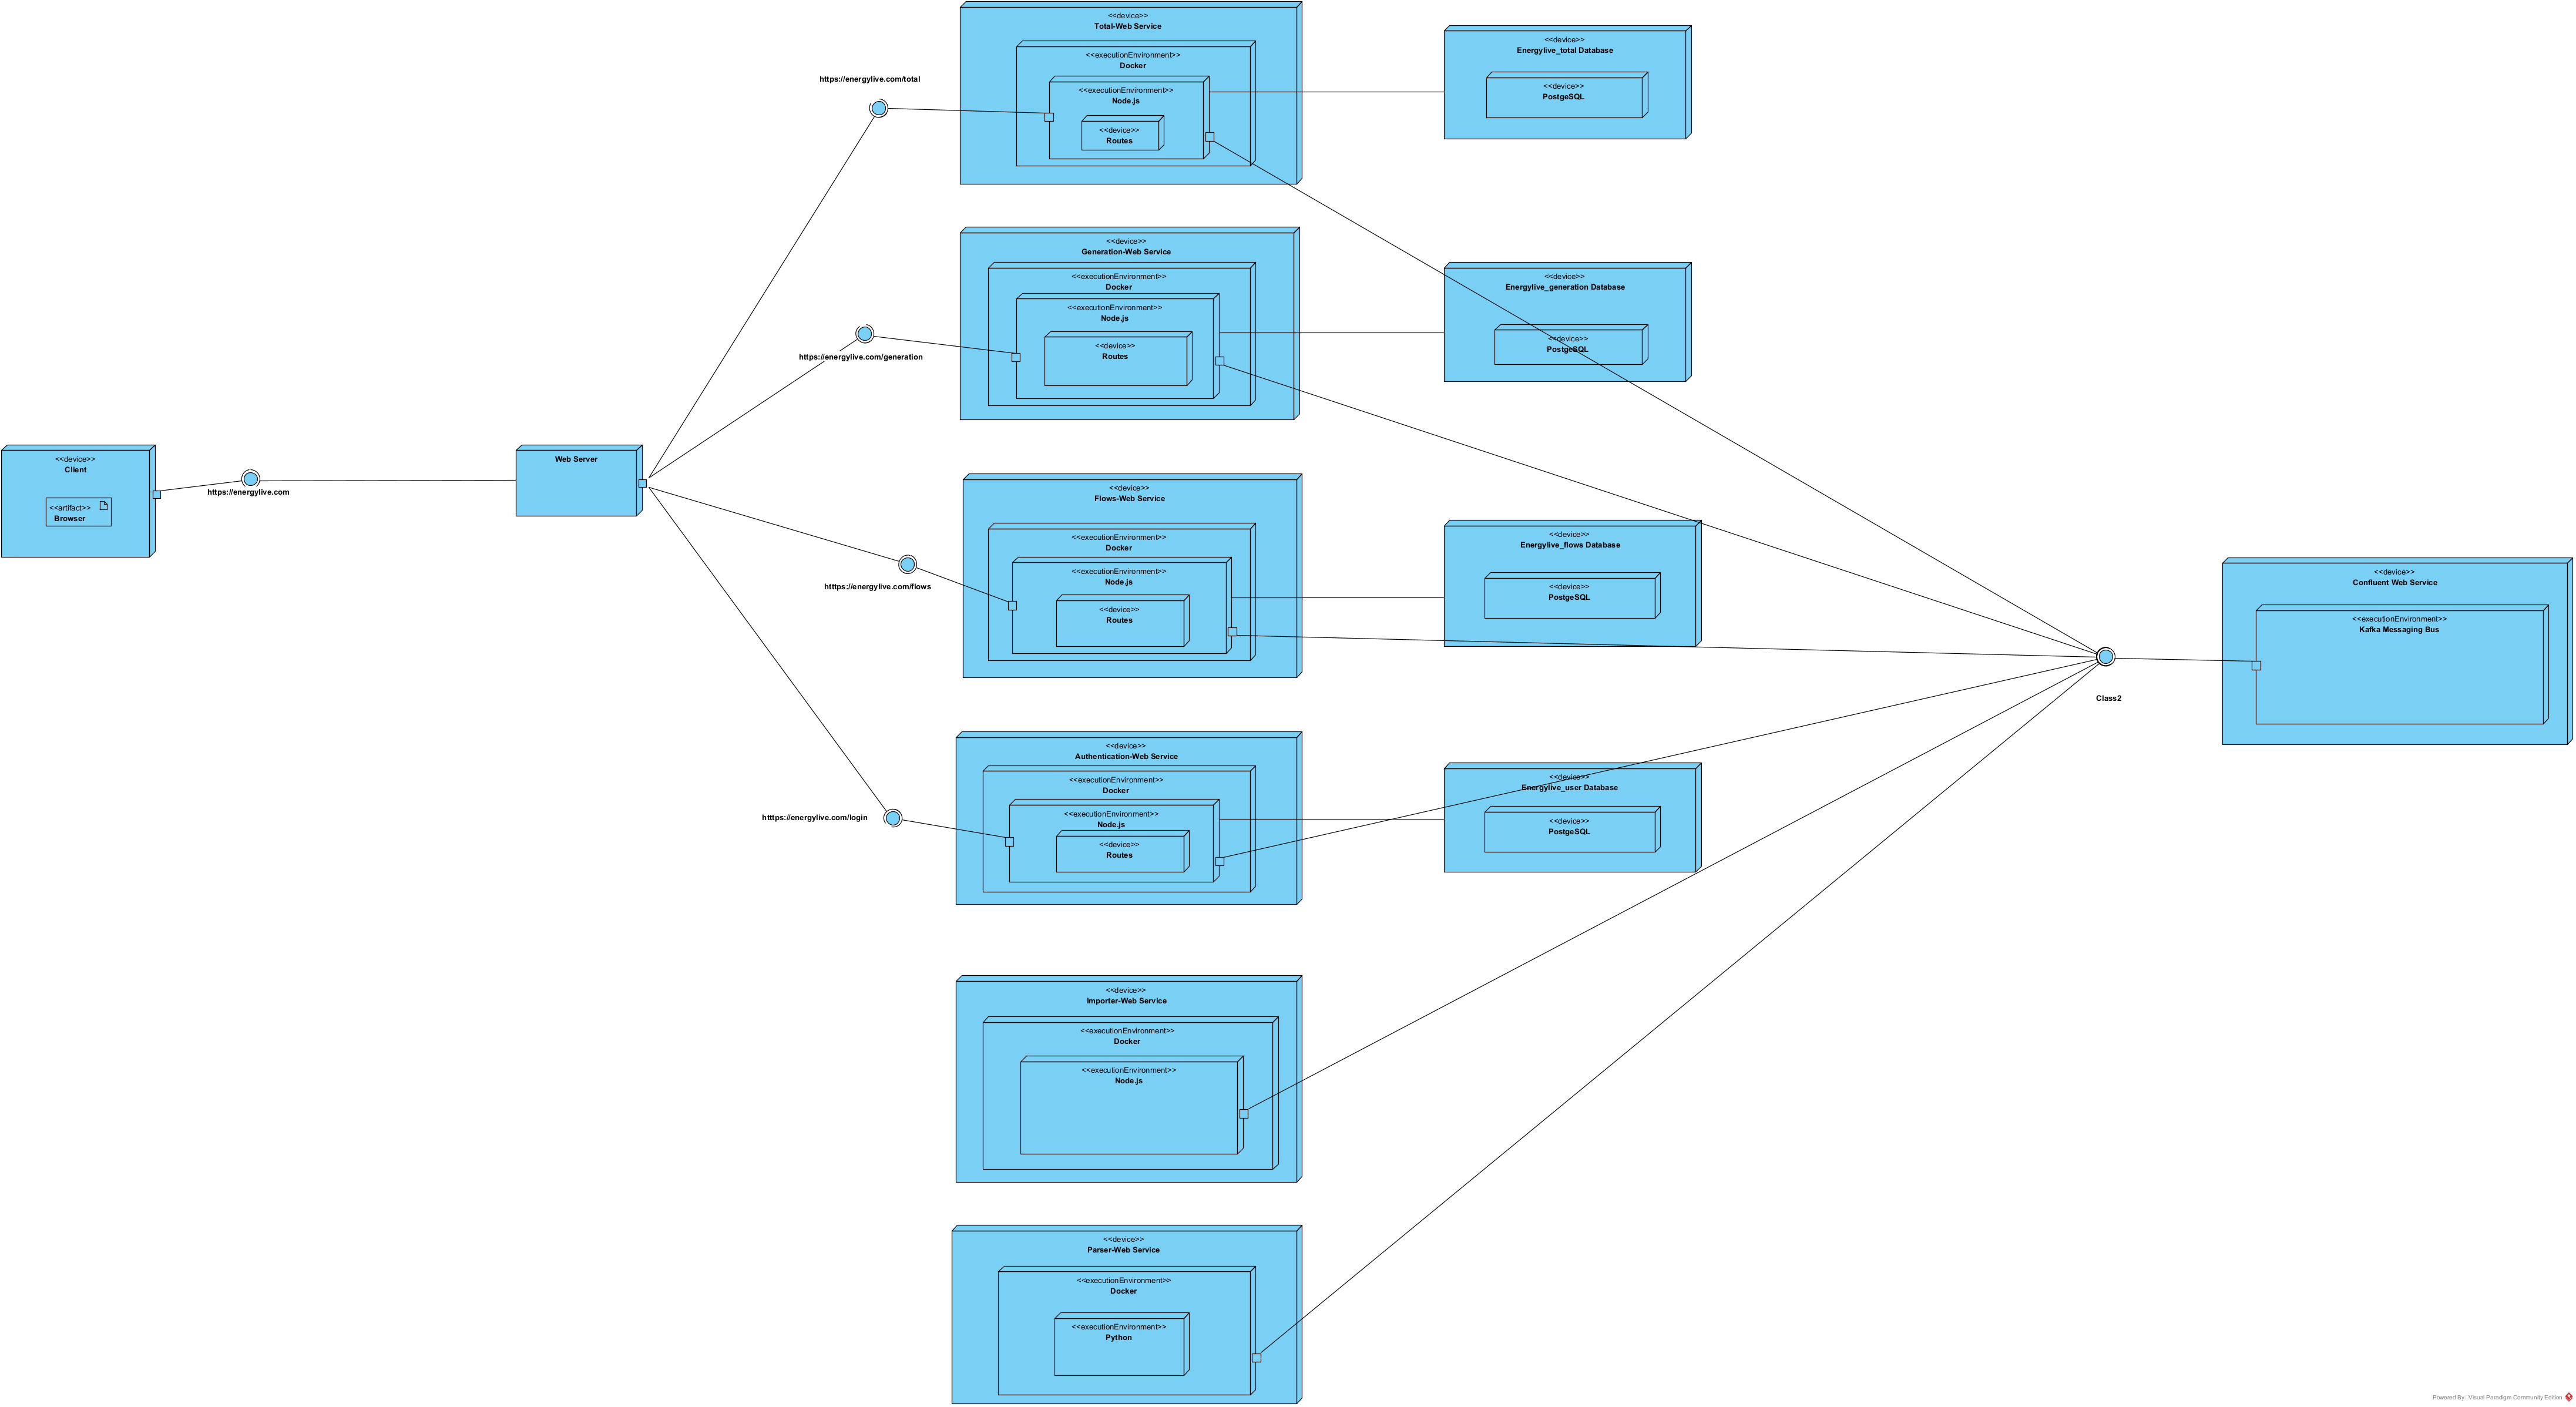 <<device>>
Client
<<artifact>>
Browser
https://energylive.com
Web Server
https://energylive.com/total
https://energylive.com/generation
htttps://energylive.com/flows
htttps://energylive.com/login
<<device>>
Total-Web Service
<<executionEnvironment>>
Docker
<<executionEnvironment>>
Node.js
<<device>>
Routes
<<device>>
Energylive_total Database
<<device>>
PostgeSQL
<<device>>
Generation-Web Service
<<executionEnvironment>>
Docker
<<executionEnvironment>>
Node.js
<<device>>
Routes
<<device>>
Energylive_generation Database
<<device>>
PostgeSQL
<<device>>
Flows-Web Service
<<executionEnvironment>>
Docker
<<executionEnvironment>>
Node.js
<<device>>
Routes
<<device>>
Energylive_flows Database
<<device>>
PostgeSQL
<<device>>
Authentication-Web Service
<<executionEnvironment>>
Docker
<<executionEnvironment>>
Node.js
<<device>>
Routes
<<device>>
Energylive_user Database
<<device>>
PostgeSQL
<<device>>
Importer-Web Service
<<executionEnvironment>>
Docker
<<executionEnvironment>>
Node.js
<<device>>
Parser-Web Service
<<executionEnvironment>>
Docker
<<executionEnvironment>>
Python
Class2
<<device>>
Confluent Web Service
<<executionEnvironment>>
Kafka Messaging Bus
Powered By Visual Paradigm Community Edition